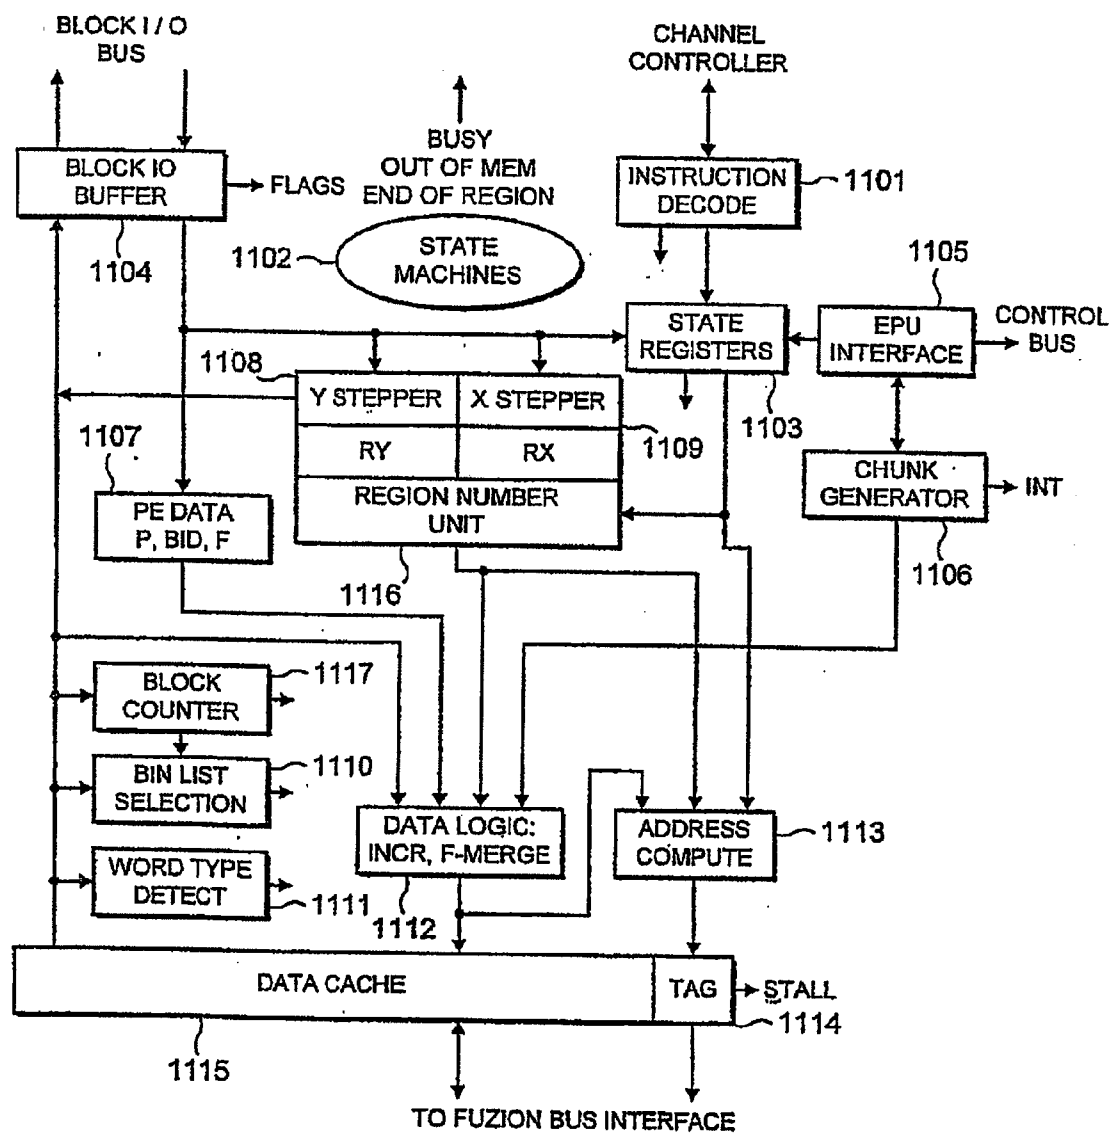 BLOCK I / O
BUS
CHANNEL
CONTROLLER
BUSY
OUT OF MEM
END OF REGION
BLOCK IO
BUFFER
FLAGS
INSTRUCTION
DECODE
1101
1104
1102
STATE
MACHINES
1105
STATE
REGISTERS
EPU
INTERFACE
CONTROL
BUS
1108
Y STEPPER
X STEPPER
1109
1103
1107
RY
RX
CHUNK
GENERATOR
INT
REGION NUMBER
UNIT
PE DATA
P, BID, F
1116
1106
BLOCK
COUNTER
1117
BIN LIST
SELECTION
1110
DATA LOGIC:
INCR, F-MERGE
ADDRESS
COMPUTE
1113
WORD TYPE
DETECT
1111
1112
DATA CACHE
TAG
STALL
1114
1115
TO FUZION BUS INTERFACE